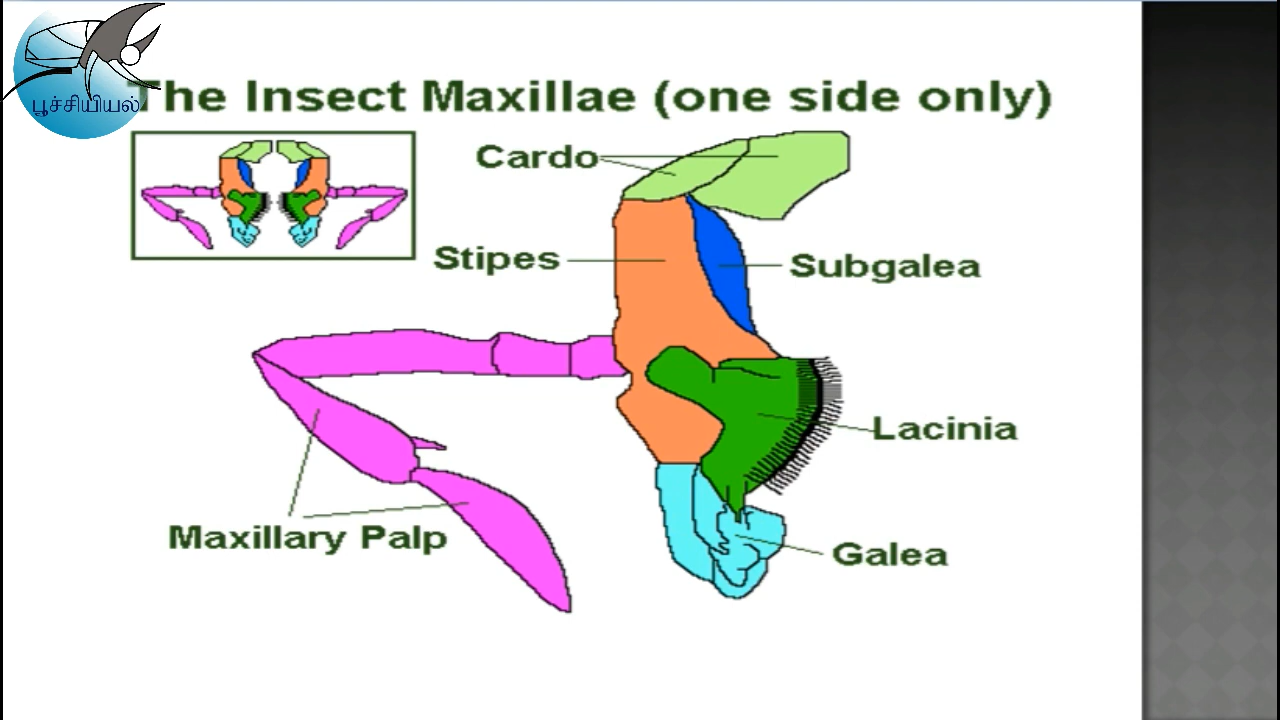 பூச்சியியல்
The Insect Maxillae (one side only)
Cardo
Stipes
Subgalea
Lacinia
Maxillary Palp
Galea